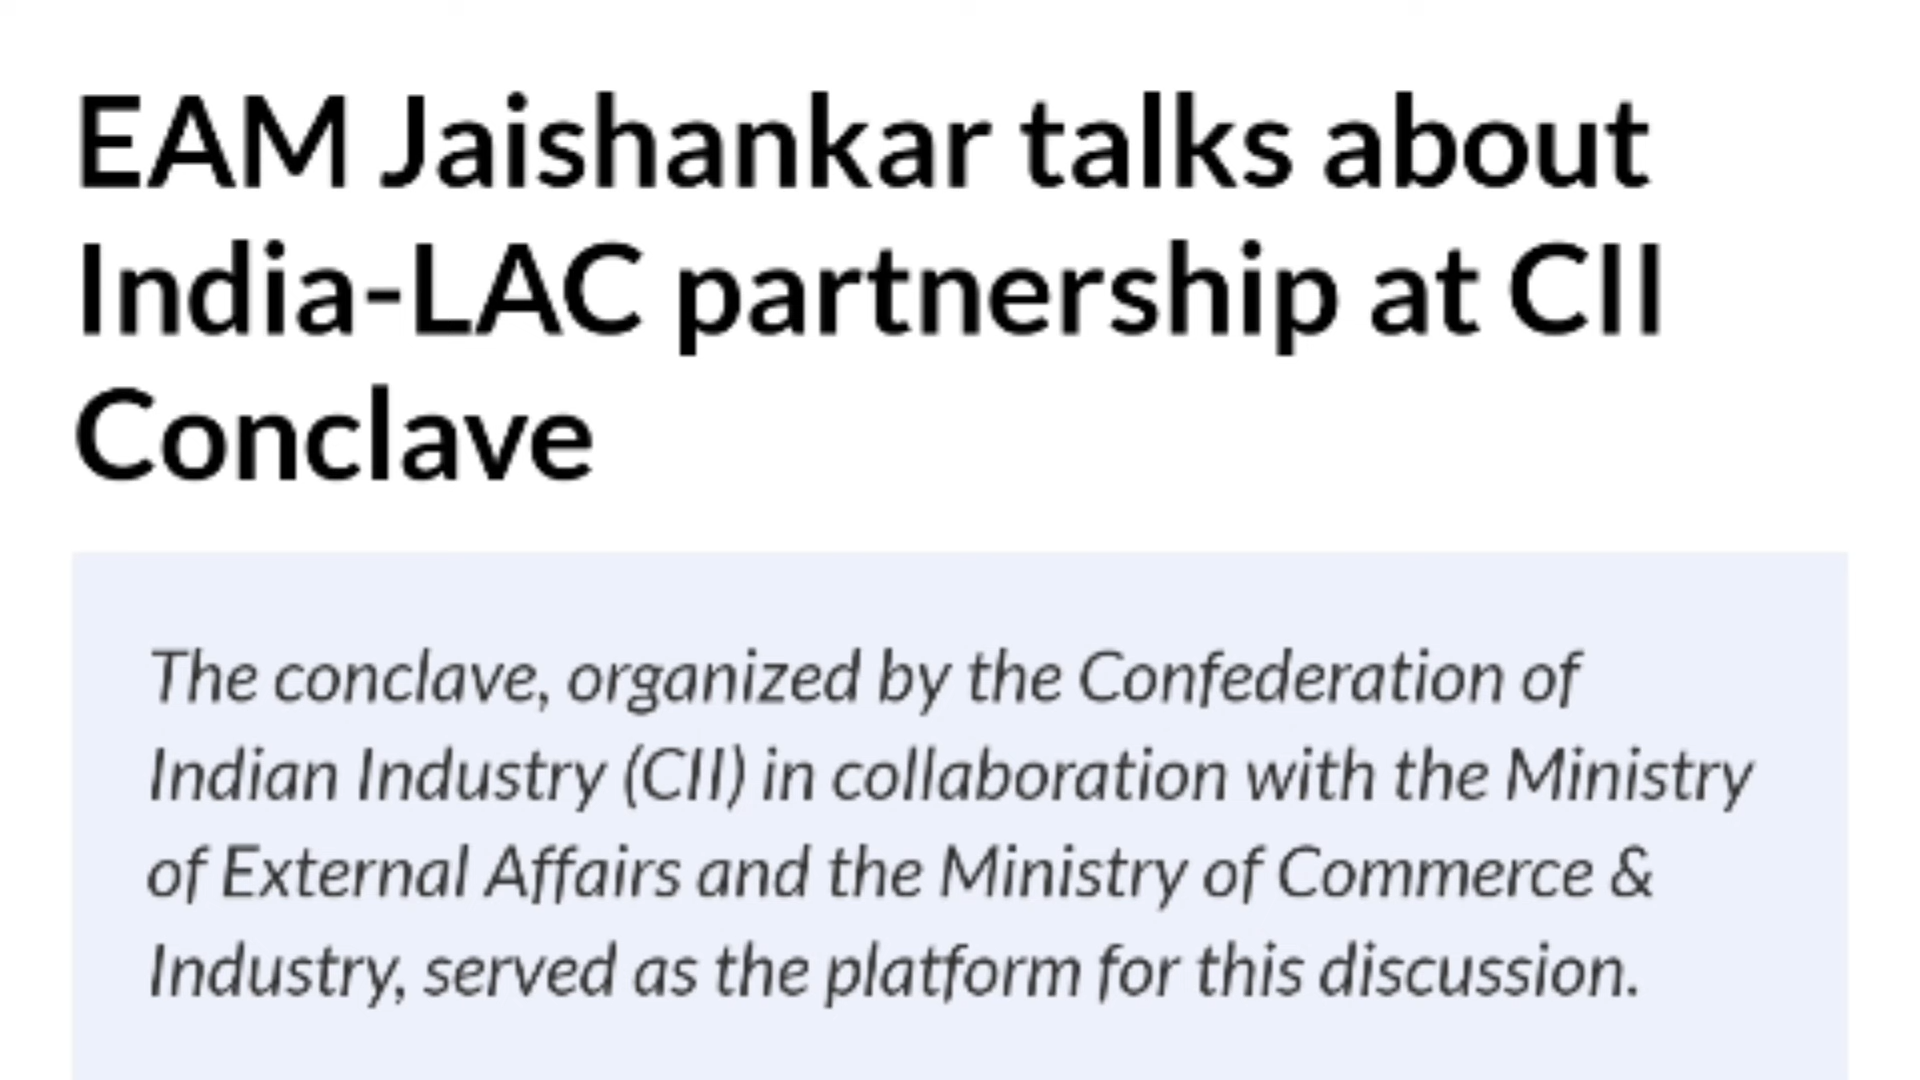 EAM Jaishankar talks about
India-LAC partnership at CII
Conclave
The conclave, organized by the Confederation of
Indian Industry (CII) in collaboration with the Ministry
of External Affairs and the Ministry of Commerce &
Industry, served as the platform for this discussion.